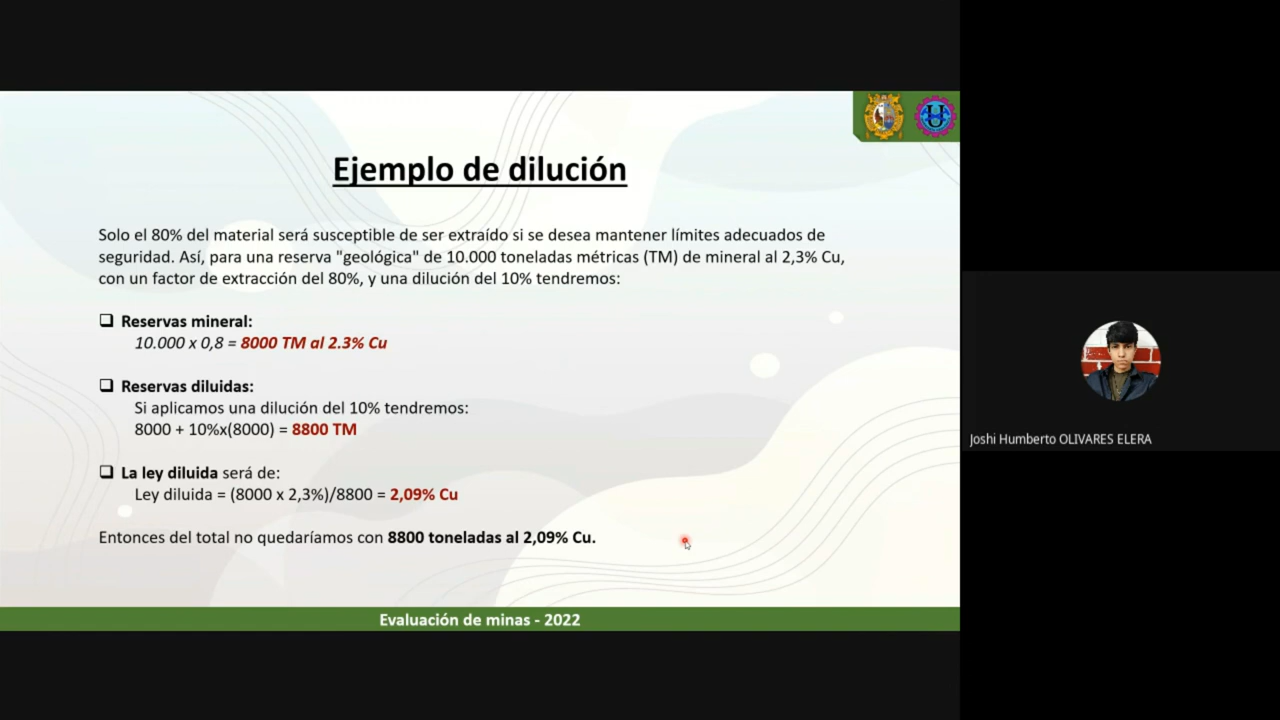 Ejemplo de dilución
Solo el 80% del material será susceptible de ser extraído si se desea mantener límites adecuados de
seguridad. Así, para una reserva "geológica" de 10.000 toneladas métricas (TM) de mineral al 2,3% Cu,
con un factor de extracción del 80%, y una dilución del 10% tendremos:
Reservas mineral:
10.000 x 0,8 = 8000 TM al 2.3% Cu
Reservas diluidas:
Si aplicamos una dilución del 10% tendremos:
8000 + 10%x(8000) = 8800 TM
La ley diluida será de:
Ley diluida = (8000 x 2,3%)/8800 = 2,09% Cu
Entonces del total no quedaríamos con 8800 toneladas al 2,09% Cu.
Evaluación de minas - 2022
Joshi Humberto OLIVARES ELERA